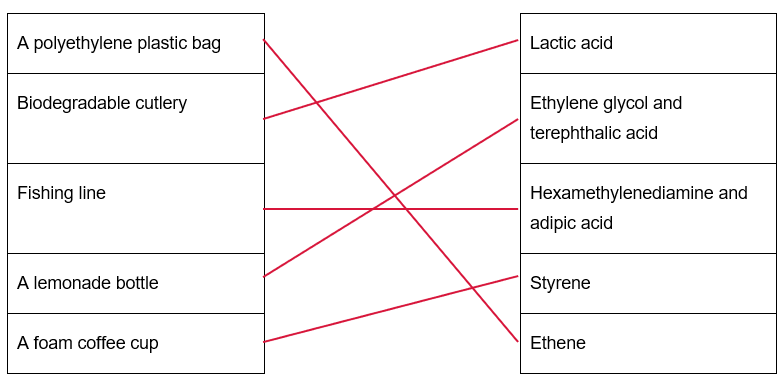 A polyethylene plastic bag
Biodegradable cutlery
Fishing line
A lemonade bottle
A foam coffee cup
Lactic acid
Ethylene glycol and
terephthalic acid
Hexamethylenediamine and
adipic acid
Styrene
Ethene